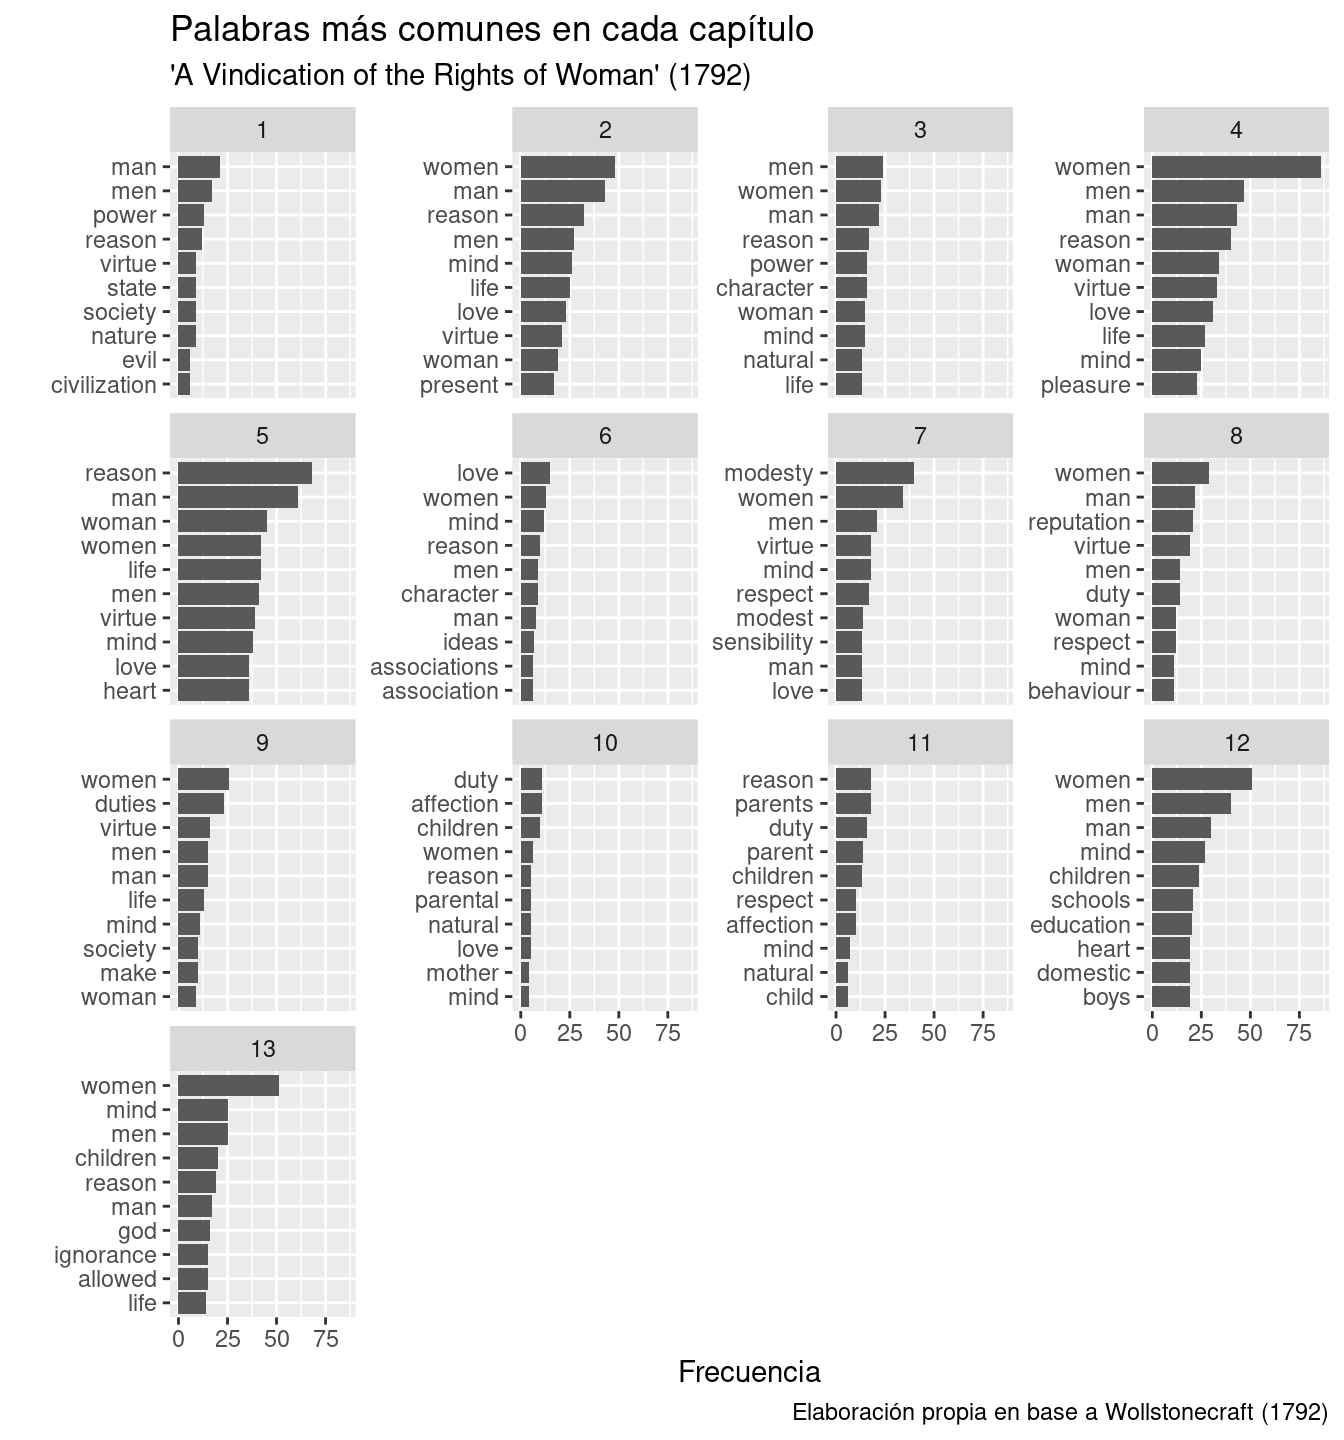 Palabras más comunes en cada capítulo
'A Vindication of the Rights of Woman' (1792)
1
man
men
power
reason
virtue
state
society
nature
evil
civilization
2
women
man
reason
men
mind
life
love
virtue
woman
present
3
men
women
man
reason
power
character
woman
mind
natural
life
4
women
men
man
reason
woman
virtue
love
life
mind
pleasure
5
reason
man
woman
women
life
men
virtue
mind
love
heart
6
love
women
mind
reason
men
character
man
ideas
associations
association
7
modesty
women
men
virtue
mind
respect
modest
sensibility
man
love
8
women
man
reputation
virtue
men
duty
woman
respect
mind
behaviour
9
women
duties
virtue
men
man
life
mind
society
make
woman
10
duty
affection
children
women
reason
parental
natural
love
mother
mind
0 25 50 75
11
reason
parents
duty
parent
children
respect
affection
mind
natural
child
0 25 50 75
12
women
men
man
mind
children
schools
education
heart
domestic
boys
0 25 50 75
13
women
mind
men
children
reason
man
god
ignorance
allowed
life
0 25 50 75
Frecuencia
Elaboración propia en base a Wollstonecraft (1792)